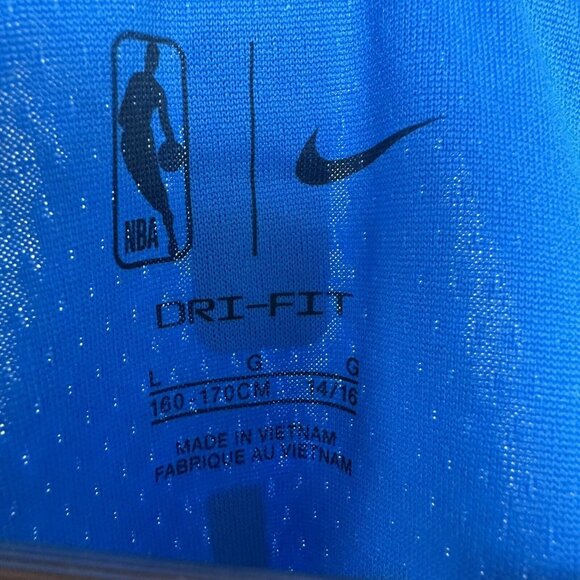 NBA
DRI-FIT
L G G
160-170CM 14/16
MADE IN VIETNAM
FABRIQUE AU VIETNAM